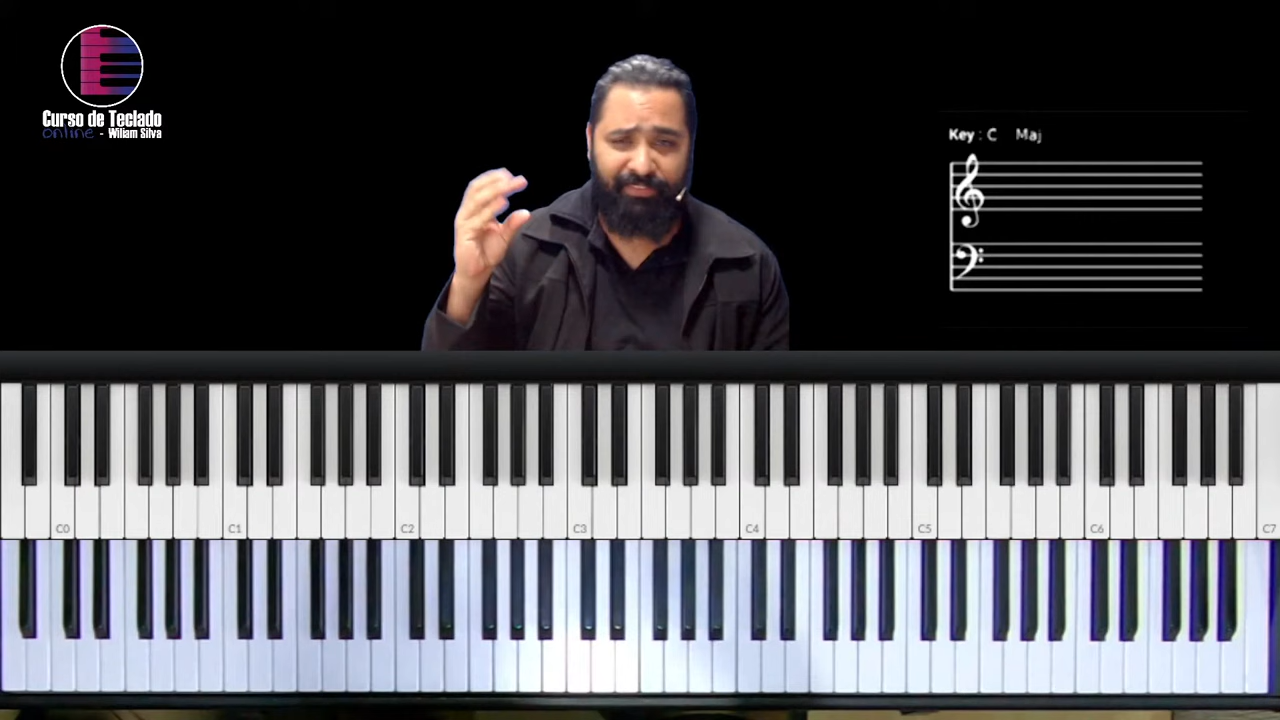 Curso de Teclado
online - Wiliam Silva
Key : C Maj
C0 C1 C2 C3 C4 C5 C6 C7